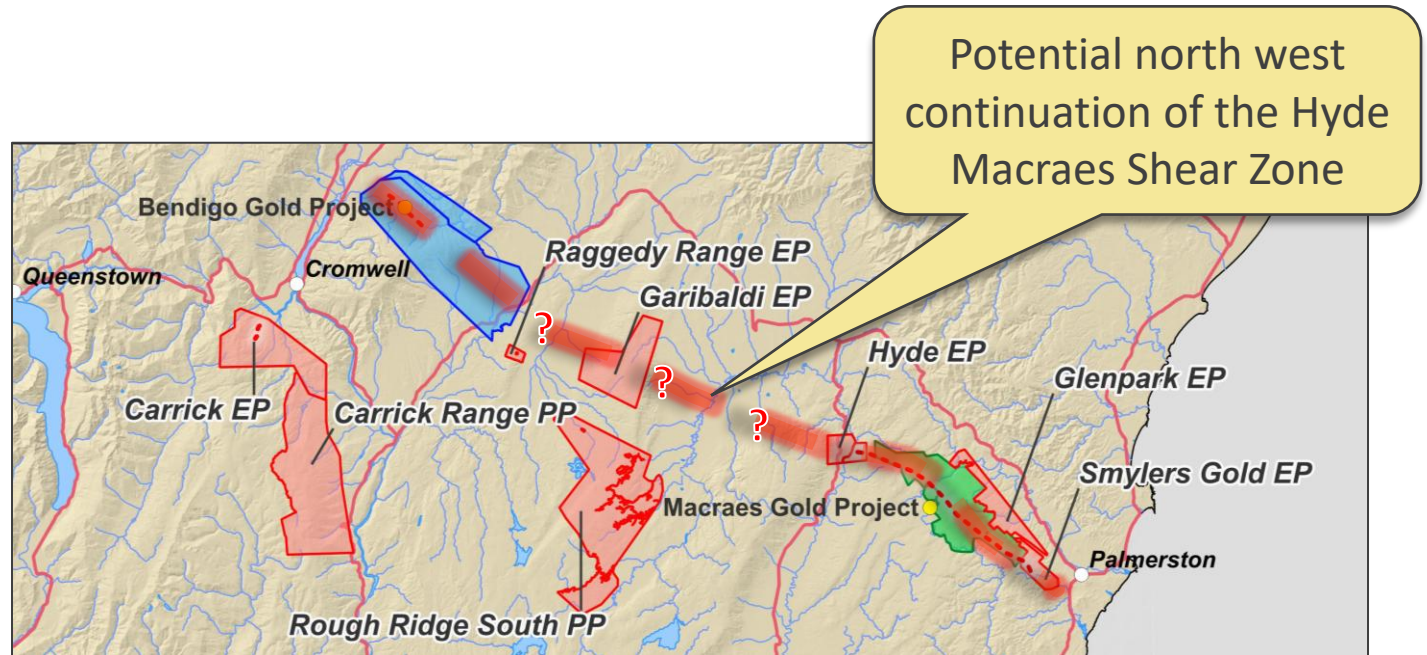 Potential north west
continuation of the Hyde
Macraes Shear Zone
Bendigo Gold Project
Raggedy Range EP
Queenstown
Cromwell
Garibaldi EP
?
Hyde EP
Glenpark EP
?
Carrick EP
Carrick Range PP
?
Smylers Gold EP
Macraes Gold Project
Palmerston
Rough Ridge South PP